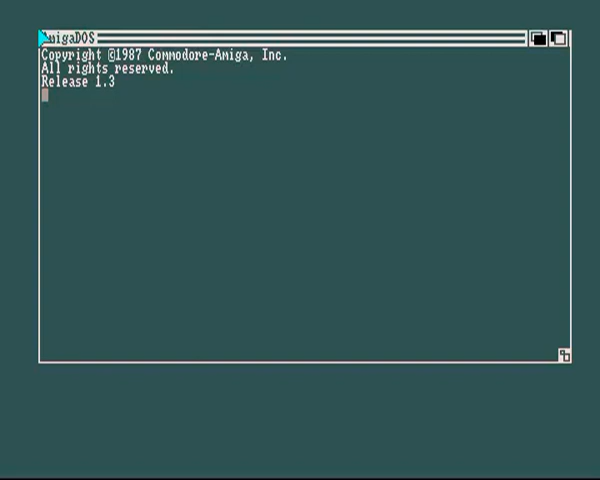 AmigaDOS
Copyright ©1987 Commodore-Amiga, Inc.
All rights reserved.
Release 1.3